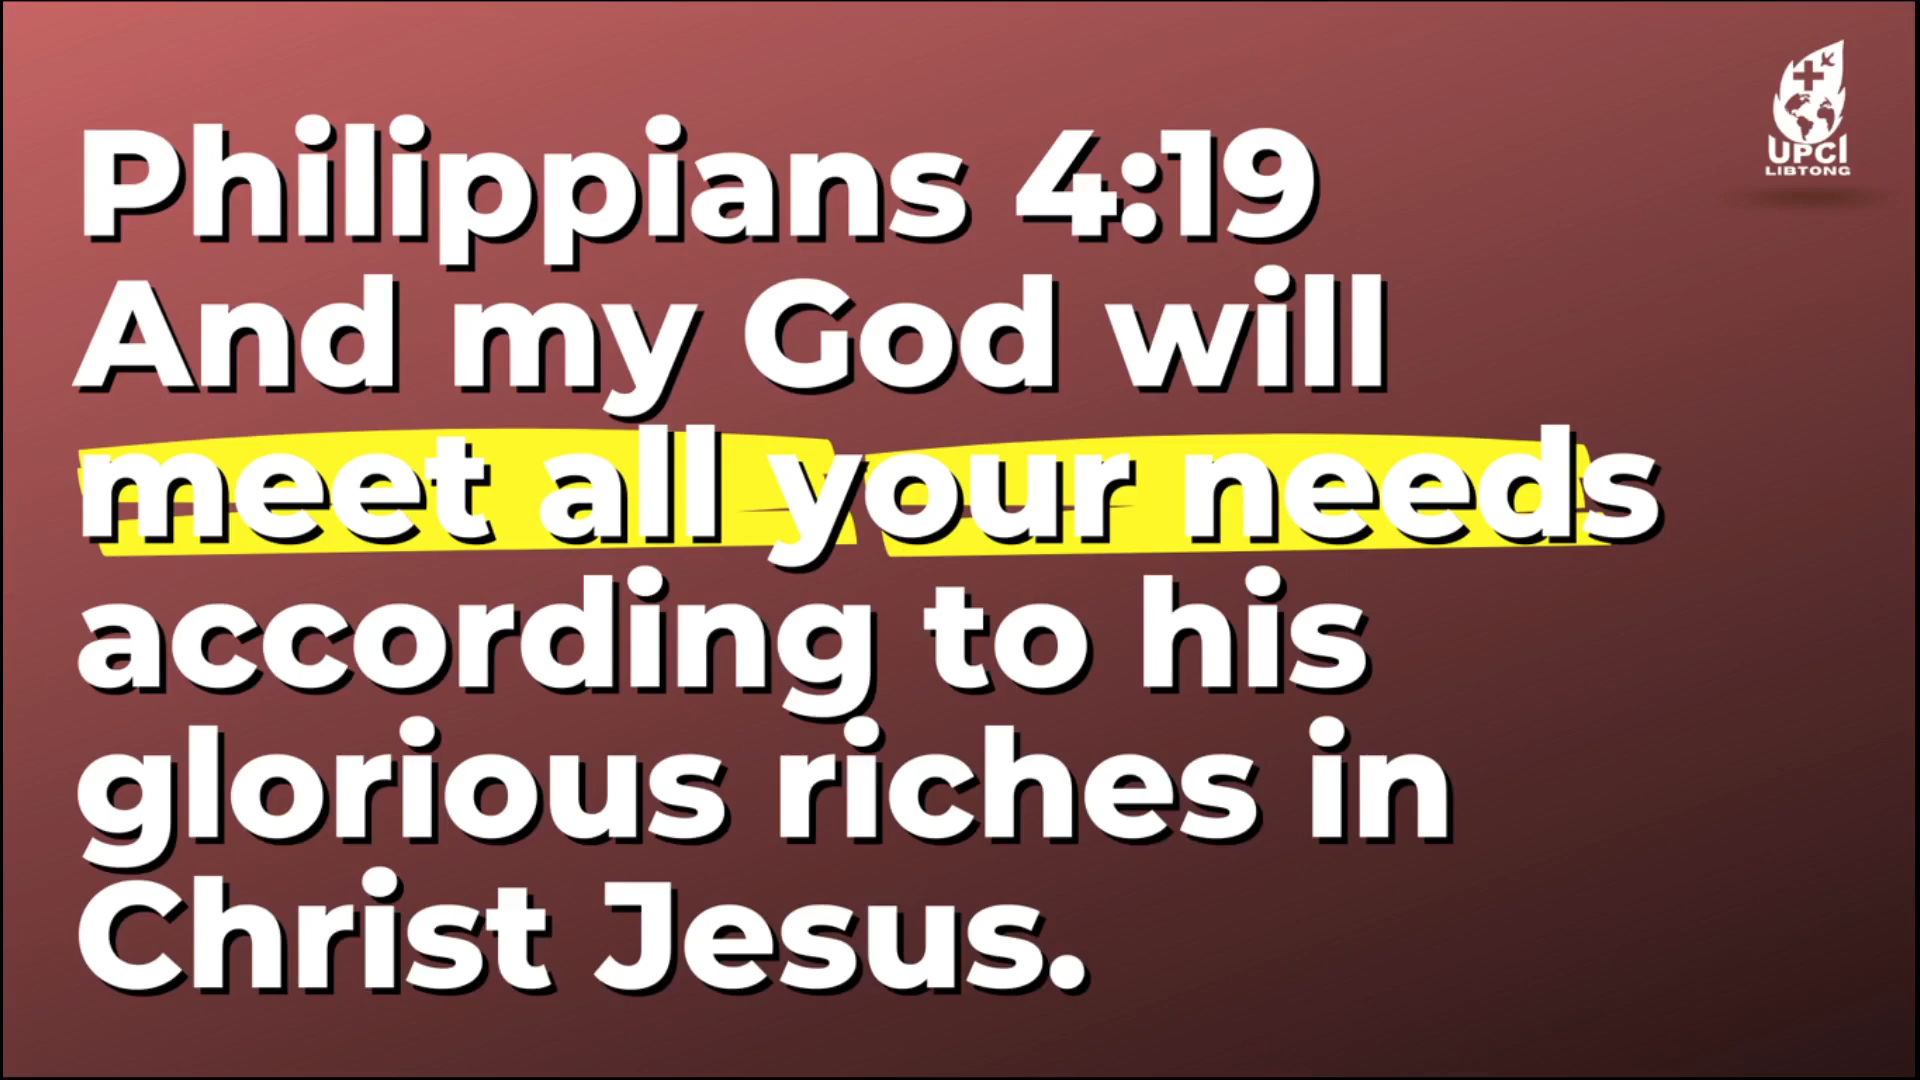 Philippians 4:19
And my God will
meet all your needs
according to his
glorious riches in
Christ Jesus.
UPCI
LIBTONG